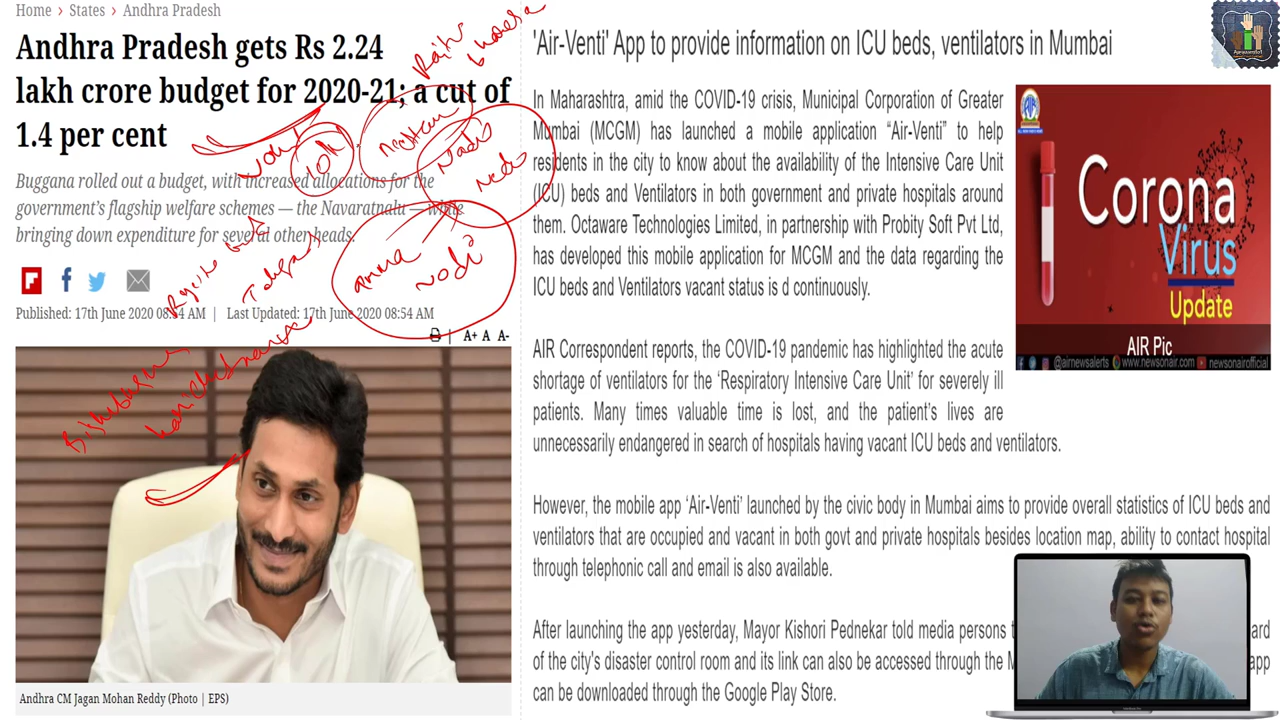 Home > States > Andhra Pradesh
Andhra Pradesh gets Rs 2.24
lakh crore budget for 2020-21; a cut of
1.4 per cent
Buggana rolled out a budget, with increased allocations for the
government's flagship welfare schemes — the Navaratnalu — while
bringing down expenditure for several other heads.
Published: 17th June 2020 08:54 AM | Last Updated: 17th June 2020 08:54 AM
A+ A A-
Andhra CM Jagan Mohan Reddy (Photo | EPS)
10k
amma
Nadu
Nedu
'Air-Venti' App to provide information on ICU beds, ventilators in Mumbai
In Maharashtra, amid the COVID-19 crisis, Municipal Corporation of Greater
Mumbai (MCGM) has launched a mobile application “Air-Venti” to help
residents in the city to know about the availability of the Intensive Care Unit
(ICU) beds and Ventilators in both government and private hospitals around
them. Octaware Technologies Limited, in partnership with Probity Soft Pvt Ltd,
has developed this mobile application for MCGM and the data regarding the
ICU beds and Ventilators vacant status is d continuously.
AIR Correspondent reports, the COVID-19 pandemic has highlighted the acute
shortage of ventilators for the ‘Respiratory Intensive Care Unit’ for severely ill
patients. Many times valuable time is lost, and the patient’s lives are
unnecessarily endangered in search of hospitals having vacant ICU beds and ventilators.
However, the mobile app ‘Air-Venti’ launched by the civic body in Mumbai aims to provide overall statistics of ICU beds and
ventilators that are occupied and vacant in both govt and private hospitals besides location map, ability to contact hospital
through telephonic call and email is also available.
After launching the app yesterday, Mayor Kishori Pednekar told media persons
of the city's disaster control room and its link can also be accessed through the app
can be downloaded through the Google Play Store.
Corona
Virus
Update
AIR Pic
@airnewsalerts www.newsonair.com newsonairofficial